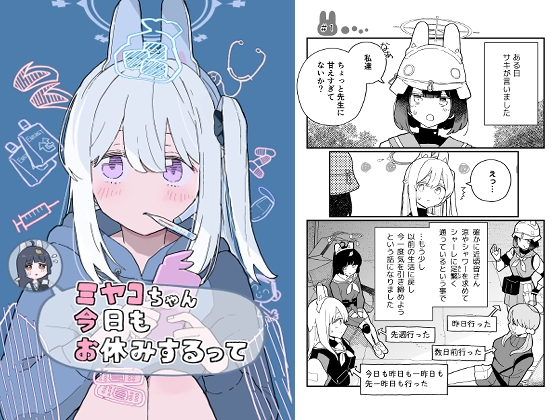 ミヤコちゃん
今日も
お休みするって
#1
ある日
サキが言いました
私達
ちょっと先生に
甘えすぎて
ないか?
えっ…
確かに近頃皆さん
涼やシャワーを求めて
シャーレに足繁く
通っているという事で
…もう少し
以前の生活に戻し
今一度気を引き締めよう
という話になりました
昨日行った
先週行った
数日前行った
今日も昨日も一昨日も
先一昨日も行った